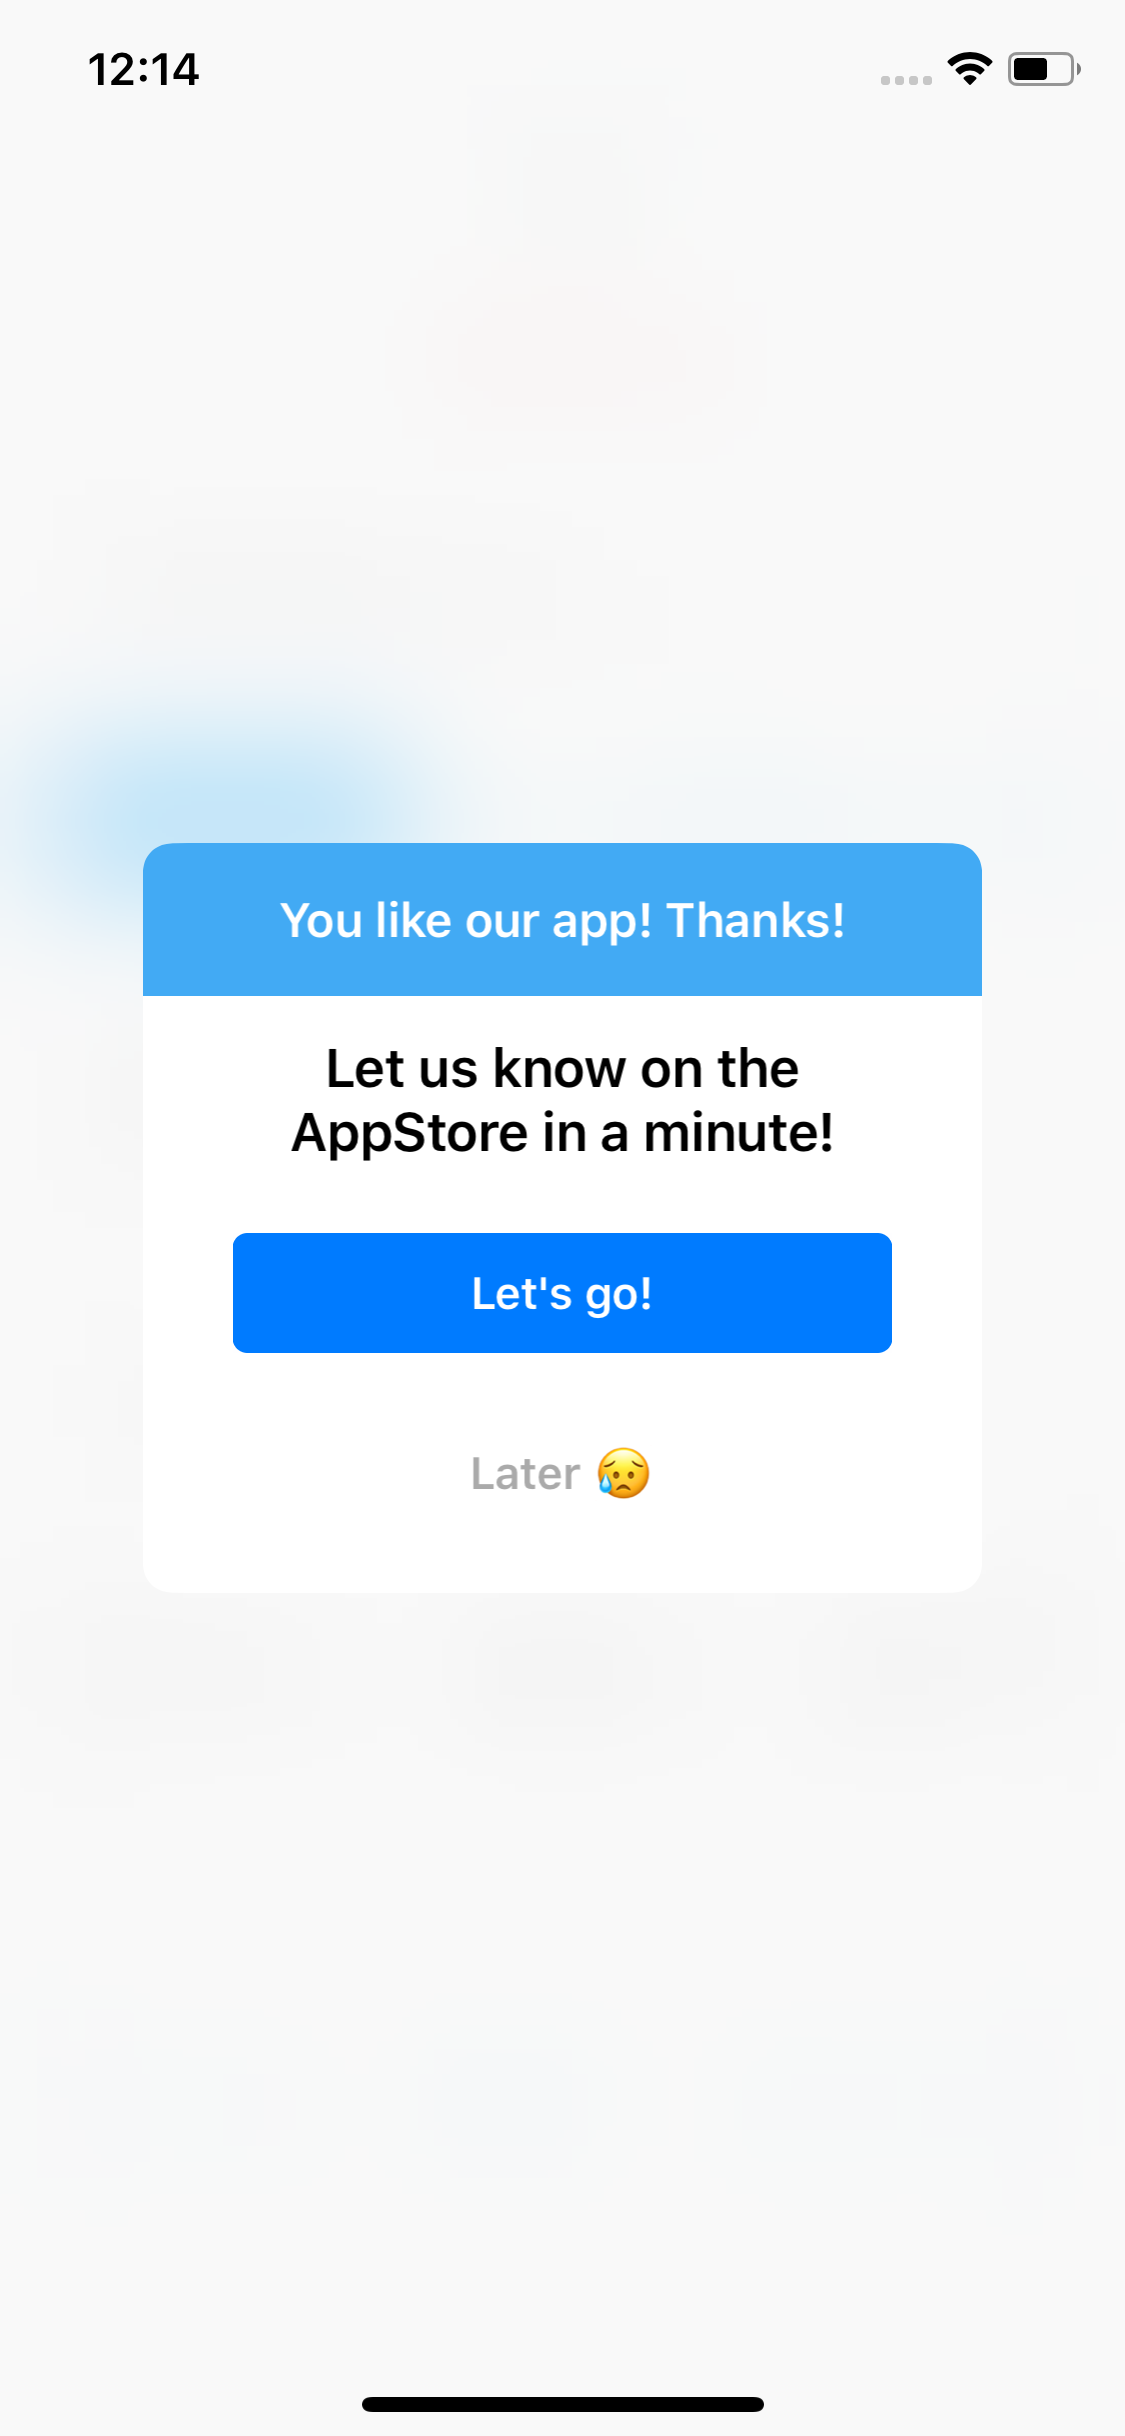 12:14
You like our app! Thanks!
Let us know on the
AppStore in a minute!
Let's go!
Later 😥